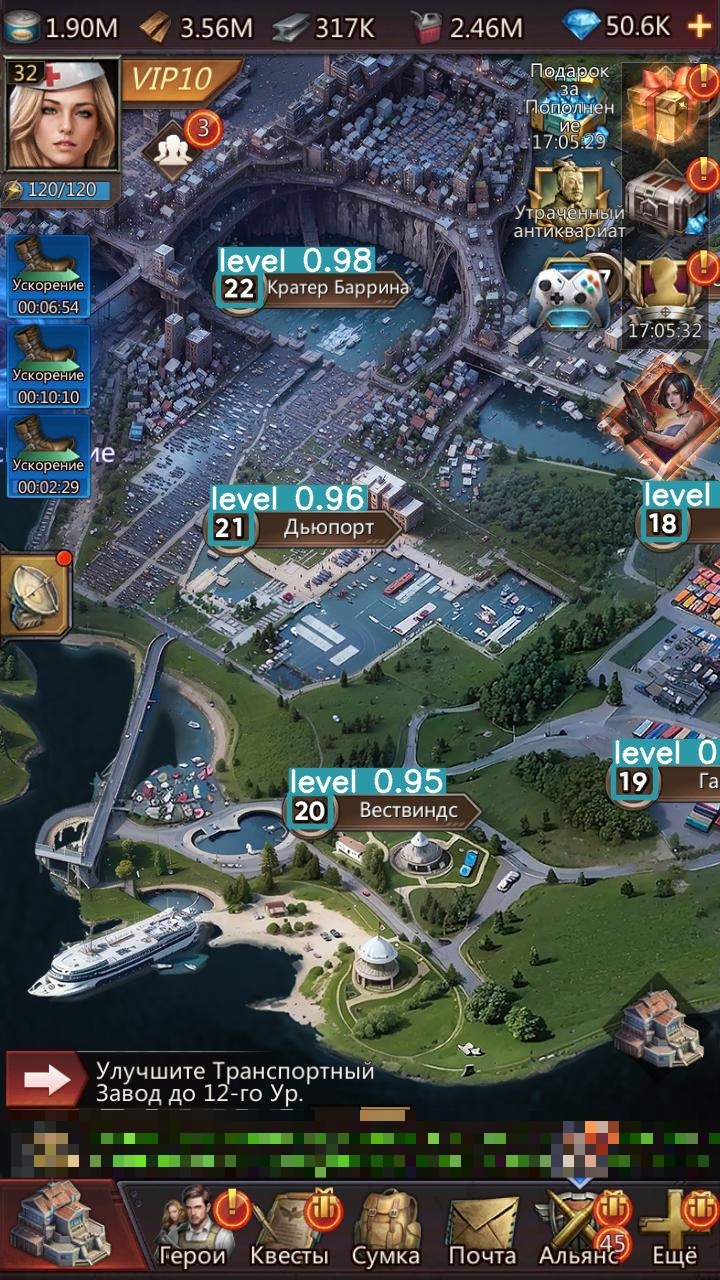 1.90M 3.56M 317K 2.46M 50.6K +
32
VIP10
3
120/120
Подарок
за
Пополнен
ие
17:05:29
Утраченный
антиквариат
17:05:32
Ускорение
00:06:54
Ускорение
00:10:10
Ускорение
00:02:29
ие
level 0.98
22 Кратер Баррина
level 0.96
21 Дьюпорт
level
18
level 0.95
20 Вествиндс
level 0
19 Га
Улучшите Транспортный
Завод до 12-го Ур.
45
Герои Квесты Сумка Почта Альянс Ещё